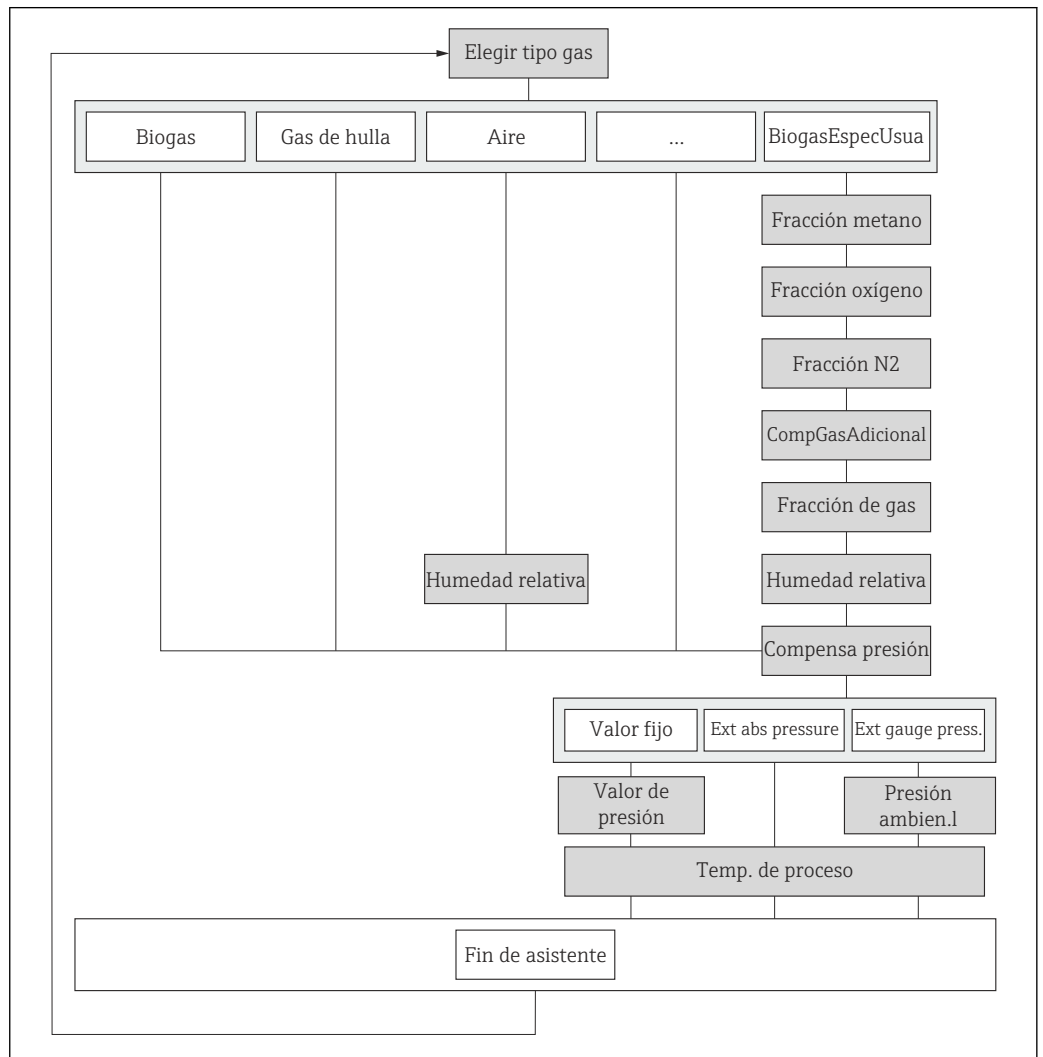 Elegir tipo gas
Biogas
Gas de hulla
Aire
...
BiogasEspecUsua
Fracción metano
Fracción oxígeno
Fracción N2
CompGasAdicional
Fracción de gas
Humedad relativa
Humedad relativa
Compensa presión
Valor fijo
Ext abs pressure
Ext gauge press.
Valor de
presión
Presión
ambien.l
Temp. de proceso
Fin de asistente